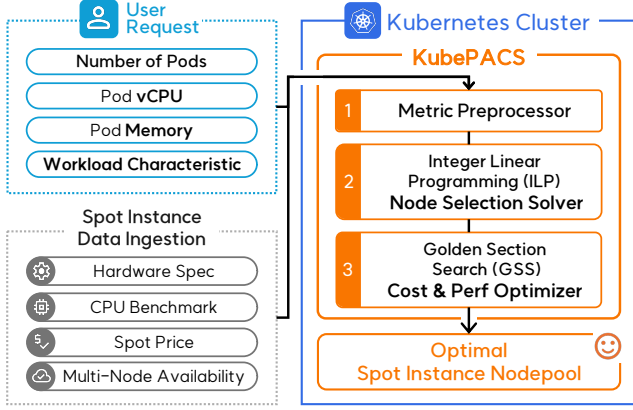 User
Request
Number of Pods
Pod vCPU
Pod Memory
Workload Characteristic
Spot Instance
Data Ingestion
Hardware Spec
CPU Benchmark
Spot Price
Multi-Node Availability
Kubernetes Cluster
KubePACS
1
Metric Preprocessor
2
Integer Linear
Programming (ILP)
Node Selection Solver
3
Golden Section
Search (GSS)
Cost & Perf Optimizer
Optimal
Spot Instance Nodepool